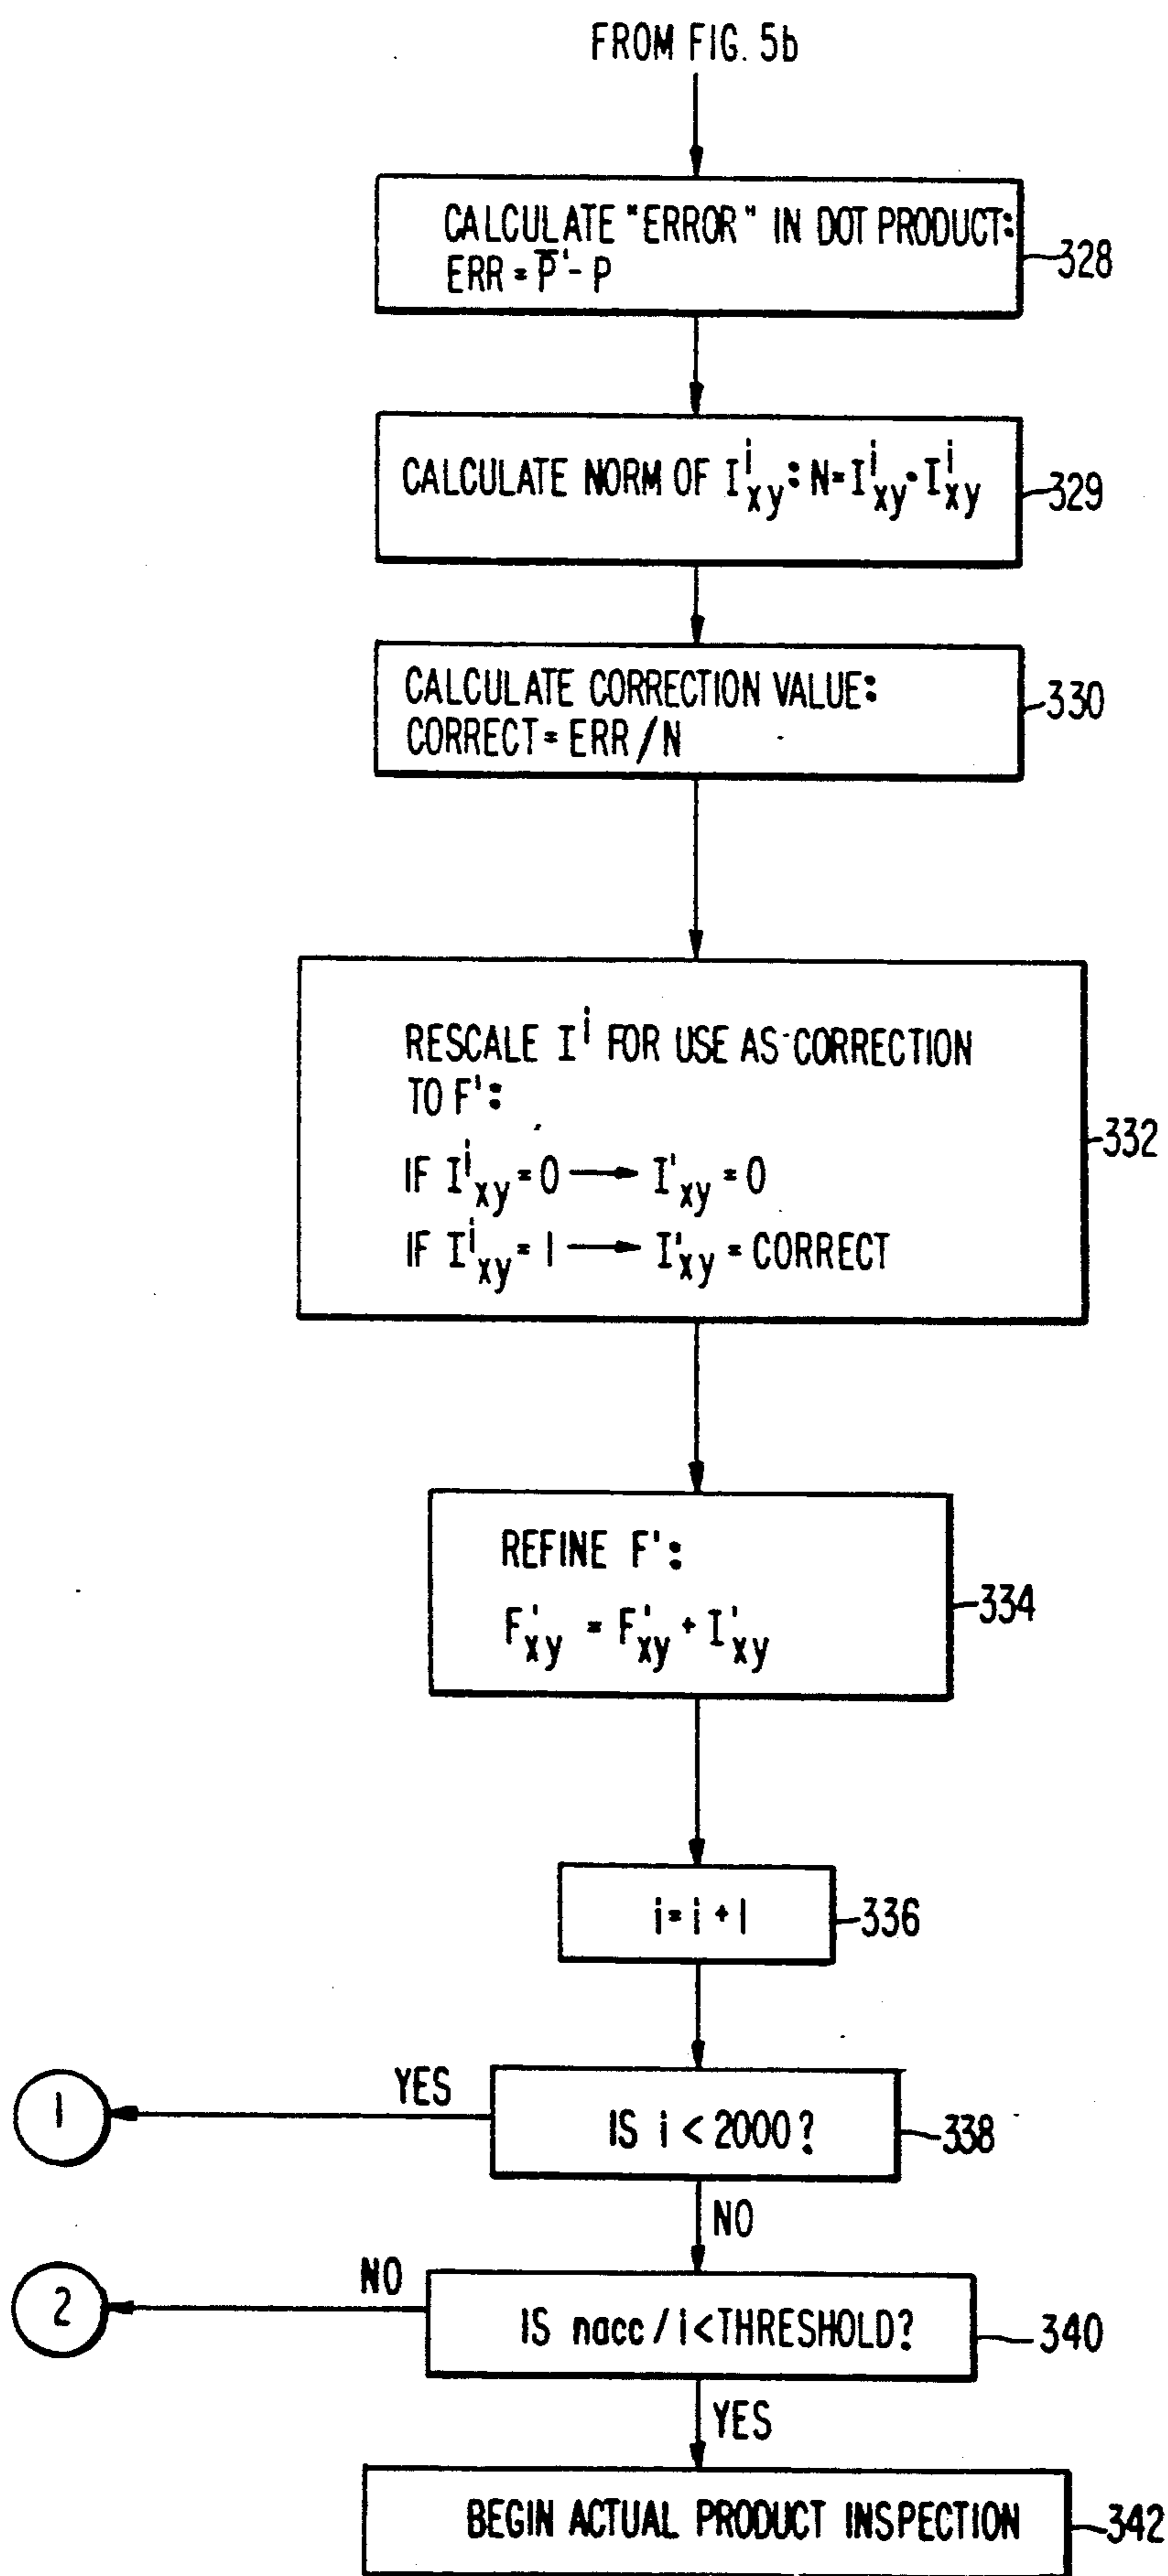 FROM FIG. 5b
CALCULATE "ERROR" IN DOT PRODUCT:
ERR = P̅' - P
328
CALCULATE NORM OF I^i_xy : N = I^i_xy · I^i_xy
329
CALCULATE CORRECTION VALUE:
CORRECT = ERR / N
330
RESCALE I^i FOR USE AS CORRECTION
TO F':
IF I^i_xy = 0 → I'_xy = 0
IF I^i_xy = 1 → I'_xy = CORRECT
332
REFINE F':
F'_xy = F'_xy + I'_xy
334
i = i + 1
336
1
YES
IS i < 2000?
338
NO
2
NO
IS nacc / i < THRESHOLD?
340
YES
BEGIN ACTUAL PRODUCT INSPECTION
342